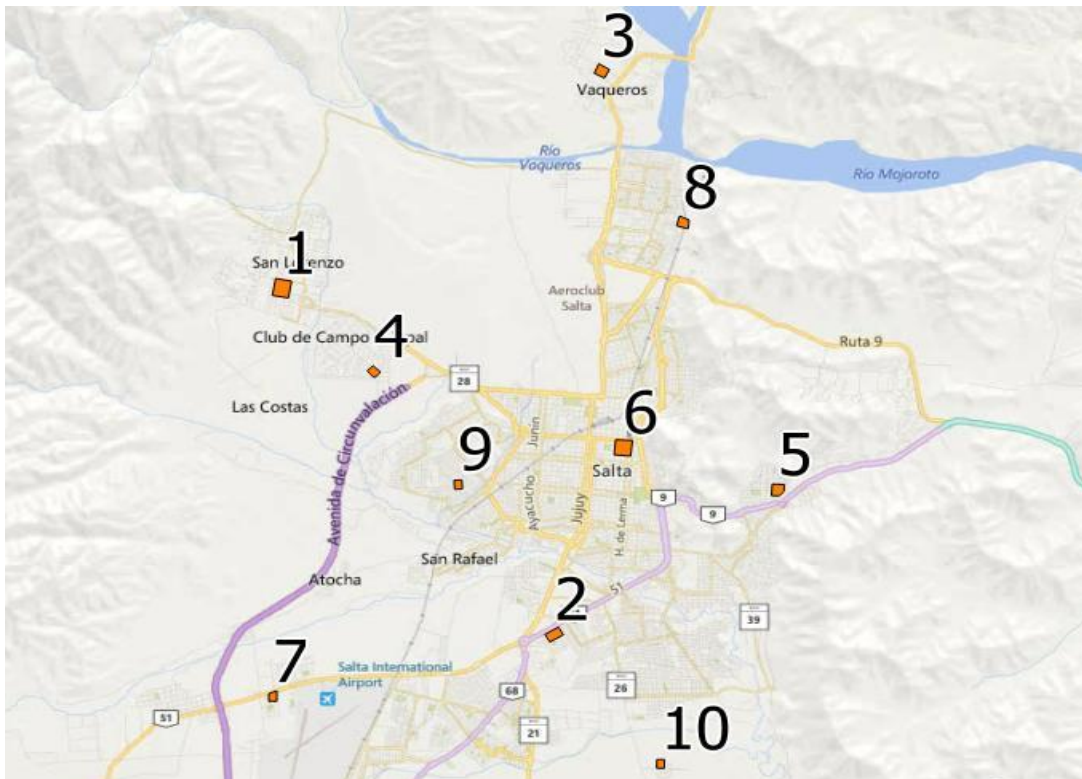 3
Vaqueros
Río
Vaqueros
Río Mojoroto
8
1
San Lorenzo
Aeroclub
Salta
Ruta 9
Club de Campo
4
28
Las Costas
Avenida de Circunvalación
Junín
6
9
Salta
5
Ayacucho
Jujuy
H. de Lerma
9
9
San Rafael
Atocha
2
51
39
7
Salta International
Airport
68
26
51
21
10